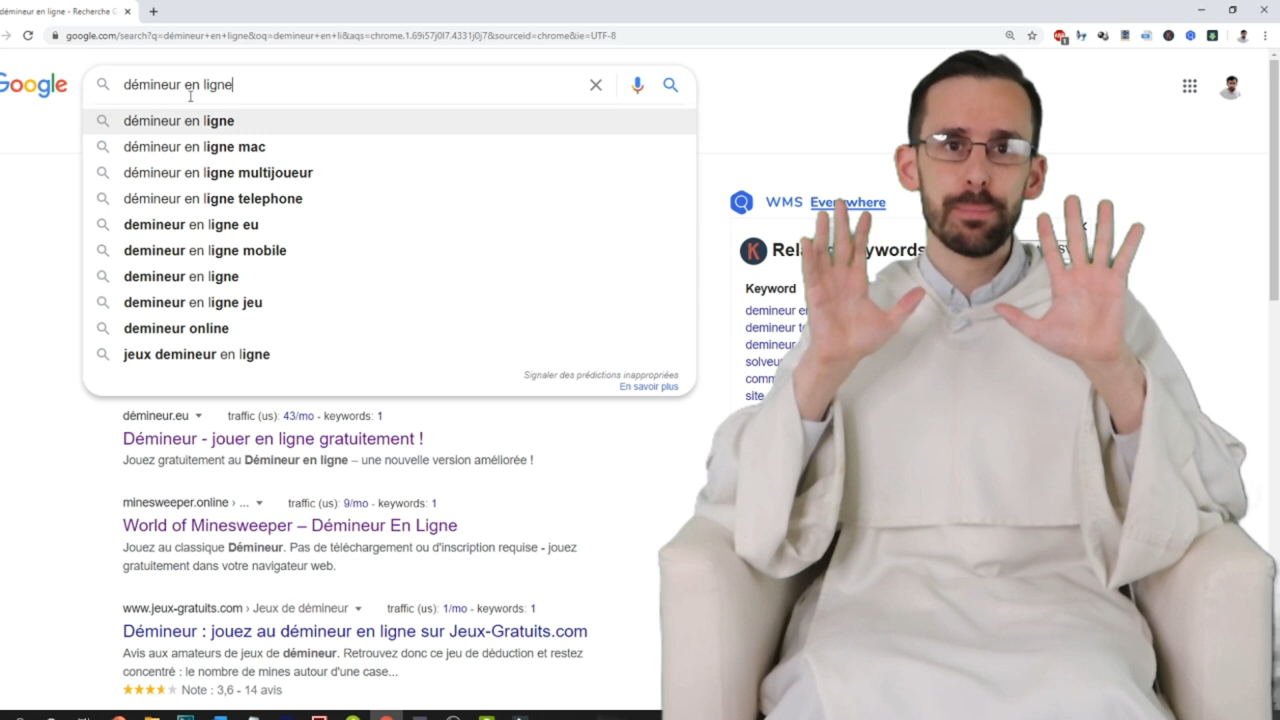 démineur en ligne - Recherche G
google.com/search?q=démineur+en+ligne&oq=demineur+en+li&aqs=chrome.1.69i57j0l7.4331j0j7&sourceid=chrome&ie=UTF-8
Google
démineur en ligne
démineur en ligne
démineur en ligne mac
démineur en ligne multijoueur
démineur en ligne telephone
demineur en ligne eu
demineur en ligne mobile
demineur en ligne
demineur en ligne jeu
demineur online
jeux demineur en ligne
Signaler des prédictions inappropriées
En savoir plus
démineur.eu traffic (us): 43/mo - keywords: 1
Démineur - jouer en ligne gratuitement !
Jouez gratuitement au Démineur en ligne – une nouvelle version améliorée !
minesweeper.online › ... traffic (us): 9/mo - keywords: 1
World of Minesweeper – Démineur En Ligne
Jouez au classique Démineur. Pas de téléchargement ou d'inscription requise - jouez
gratuitement dans votre navigateur web.
www.jeux-gratuits.com › Jeux de démineur traffic (us): 1/mo - keywords: 1
Démineur : jouez au démineur en ligne sur Jeux-Gratuits.com
Avis aux amateurs de jeux de démineur. Retrouvez donc ce jeu de déduction et restez
concentré : le nombre de mines autour d'une case...
Note : 3,6 - 14 avis
WMS Everywhere
K
Keyword
demineur
demineur
demineur
site